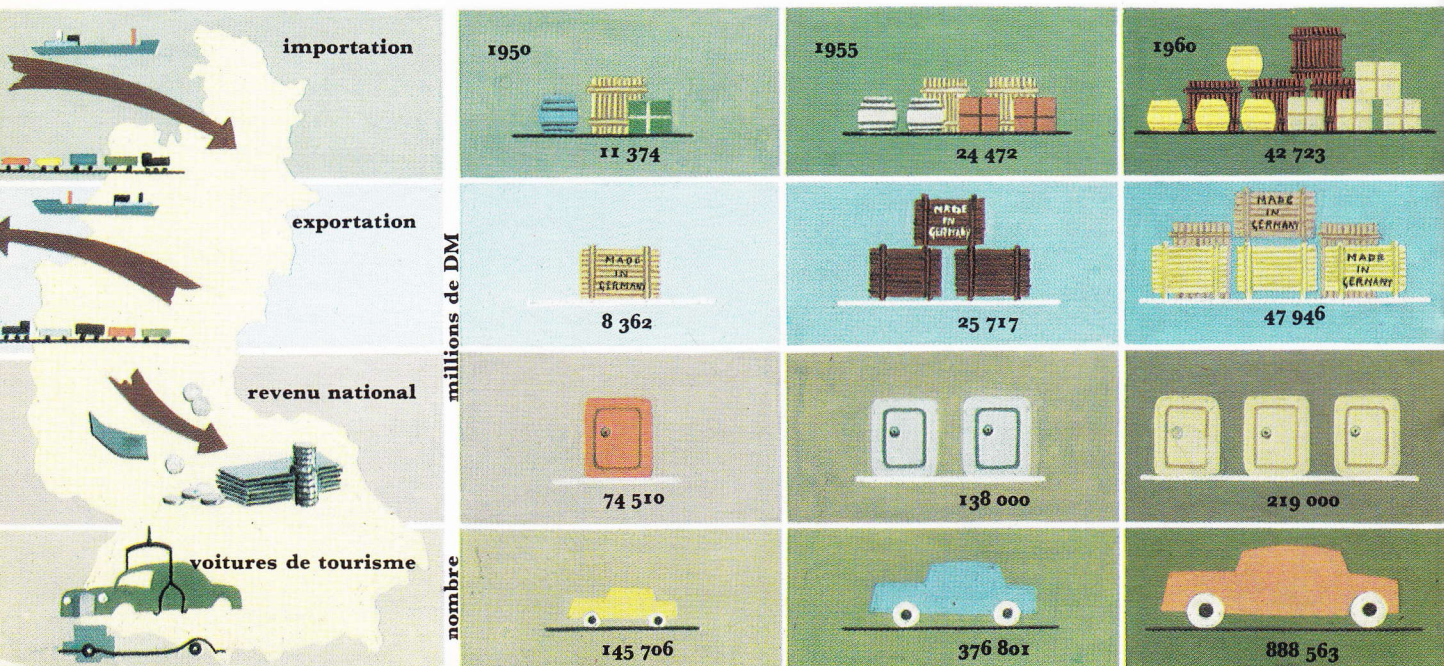 importation
1950
1955
1960
11 374
24 472
42 723
exportation
MADE
IN
GERMANY
MADE
IN
GERMANY
MADE
IN
GERMANY
MADE
IN
GERMANY
8 362
25 717
47 946
millions de DM
revenu national
74 510
138 000
219 000
voitures de tourisme
nombre
145 706
376 801
888 563